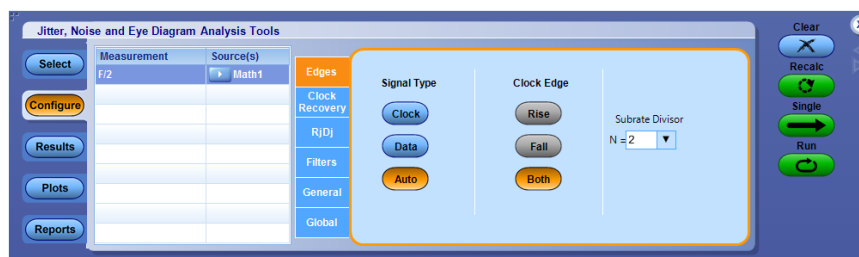 Jitter, Noise and Eye Diagram Analysis Tools
Clear
Select
Measurement Source(s)
F/2 Math1
Recalc
Configure
Single
Results
Run
Plots
Reports
Edges
Clock Recovery
RjDj
Filters
General
Global
Signal Type
Clock
Data
Auto
Clock Edge
Rise
Fall
Both
Subrate Divisor
N = 2